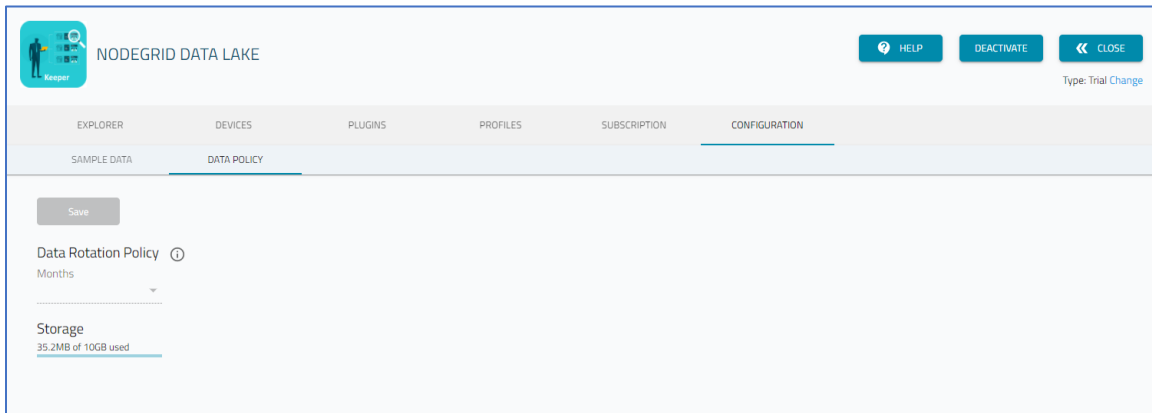 Keeper
NODEGRID DATA LAKE
HELP
DEACTIVATE
CLOSE
Type: Trial Change
EXPLORER
DEVICES
PLUGINS
PROFILES
SUBSCRIPTION
CONFIGURATION
SAMPLE DATA
DATA POLICY
Save
Data Rotation Policy
Months
Storage
35.2MB of 10GB used